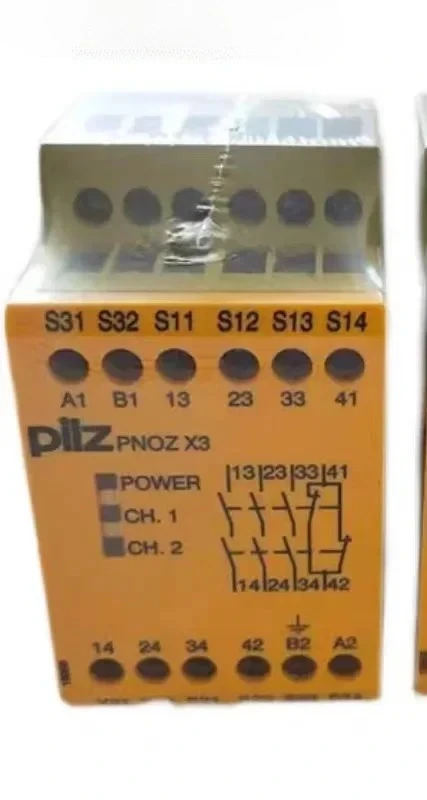 S31 S32 S11 S12 S13 S14
A1 B1 13 23 33 41
pilz PNOZ X3
POWER
CH. 1
CH. 2
13 23 33 41
14 24 34 42
14 24 34 42 B2 A2